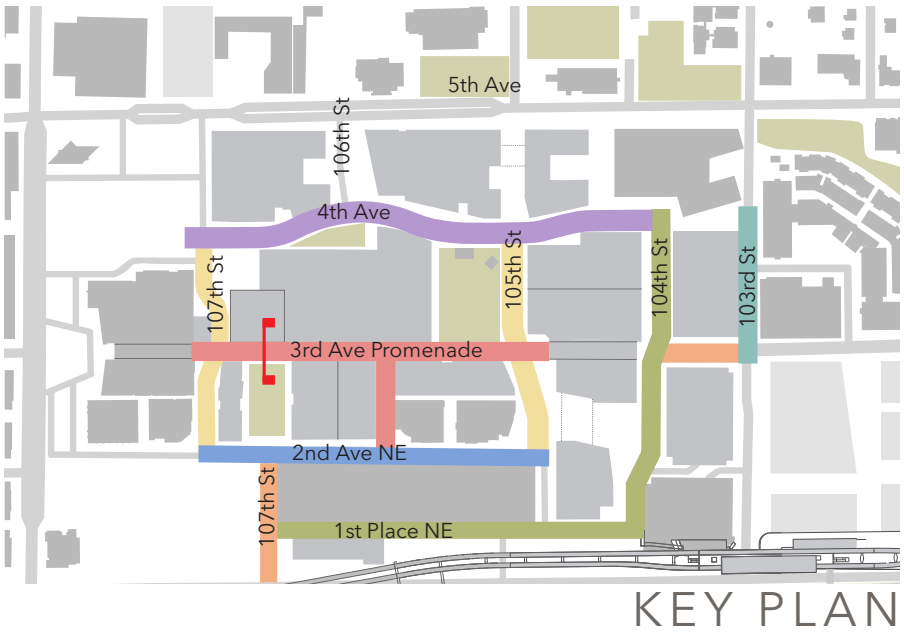 5th Ave
106th St
4th Ave
107th St
105th St
104th St
103rd St
3rd Ave Promenade
2nd Ave NE
107th St
1st Place NE
KEY PLAN